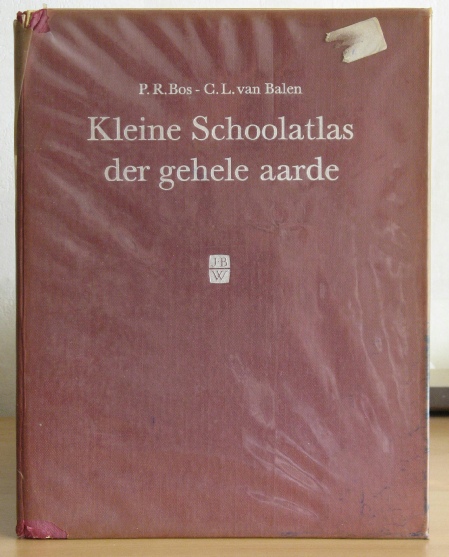 P. R. Bos - C. L. van Balen
Kleine Schoolatlas
der gehele aarde
J·B
W